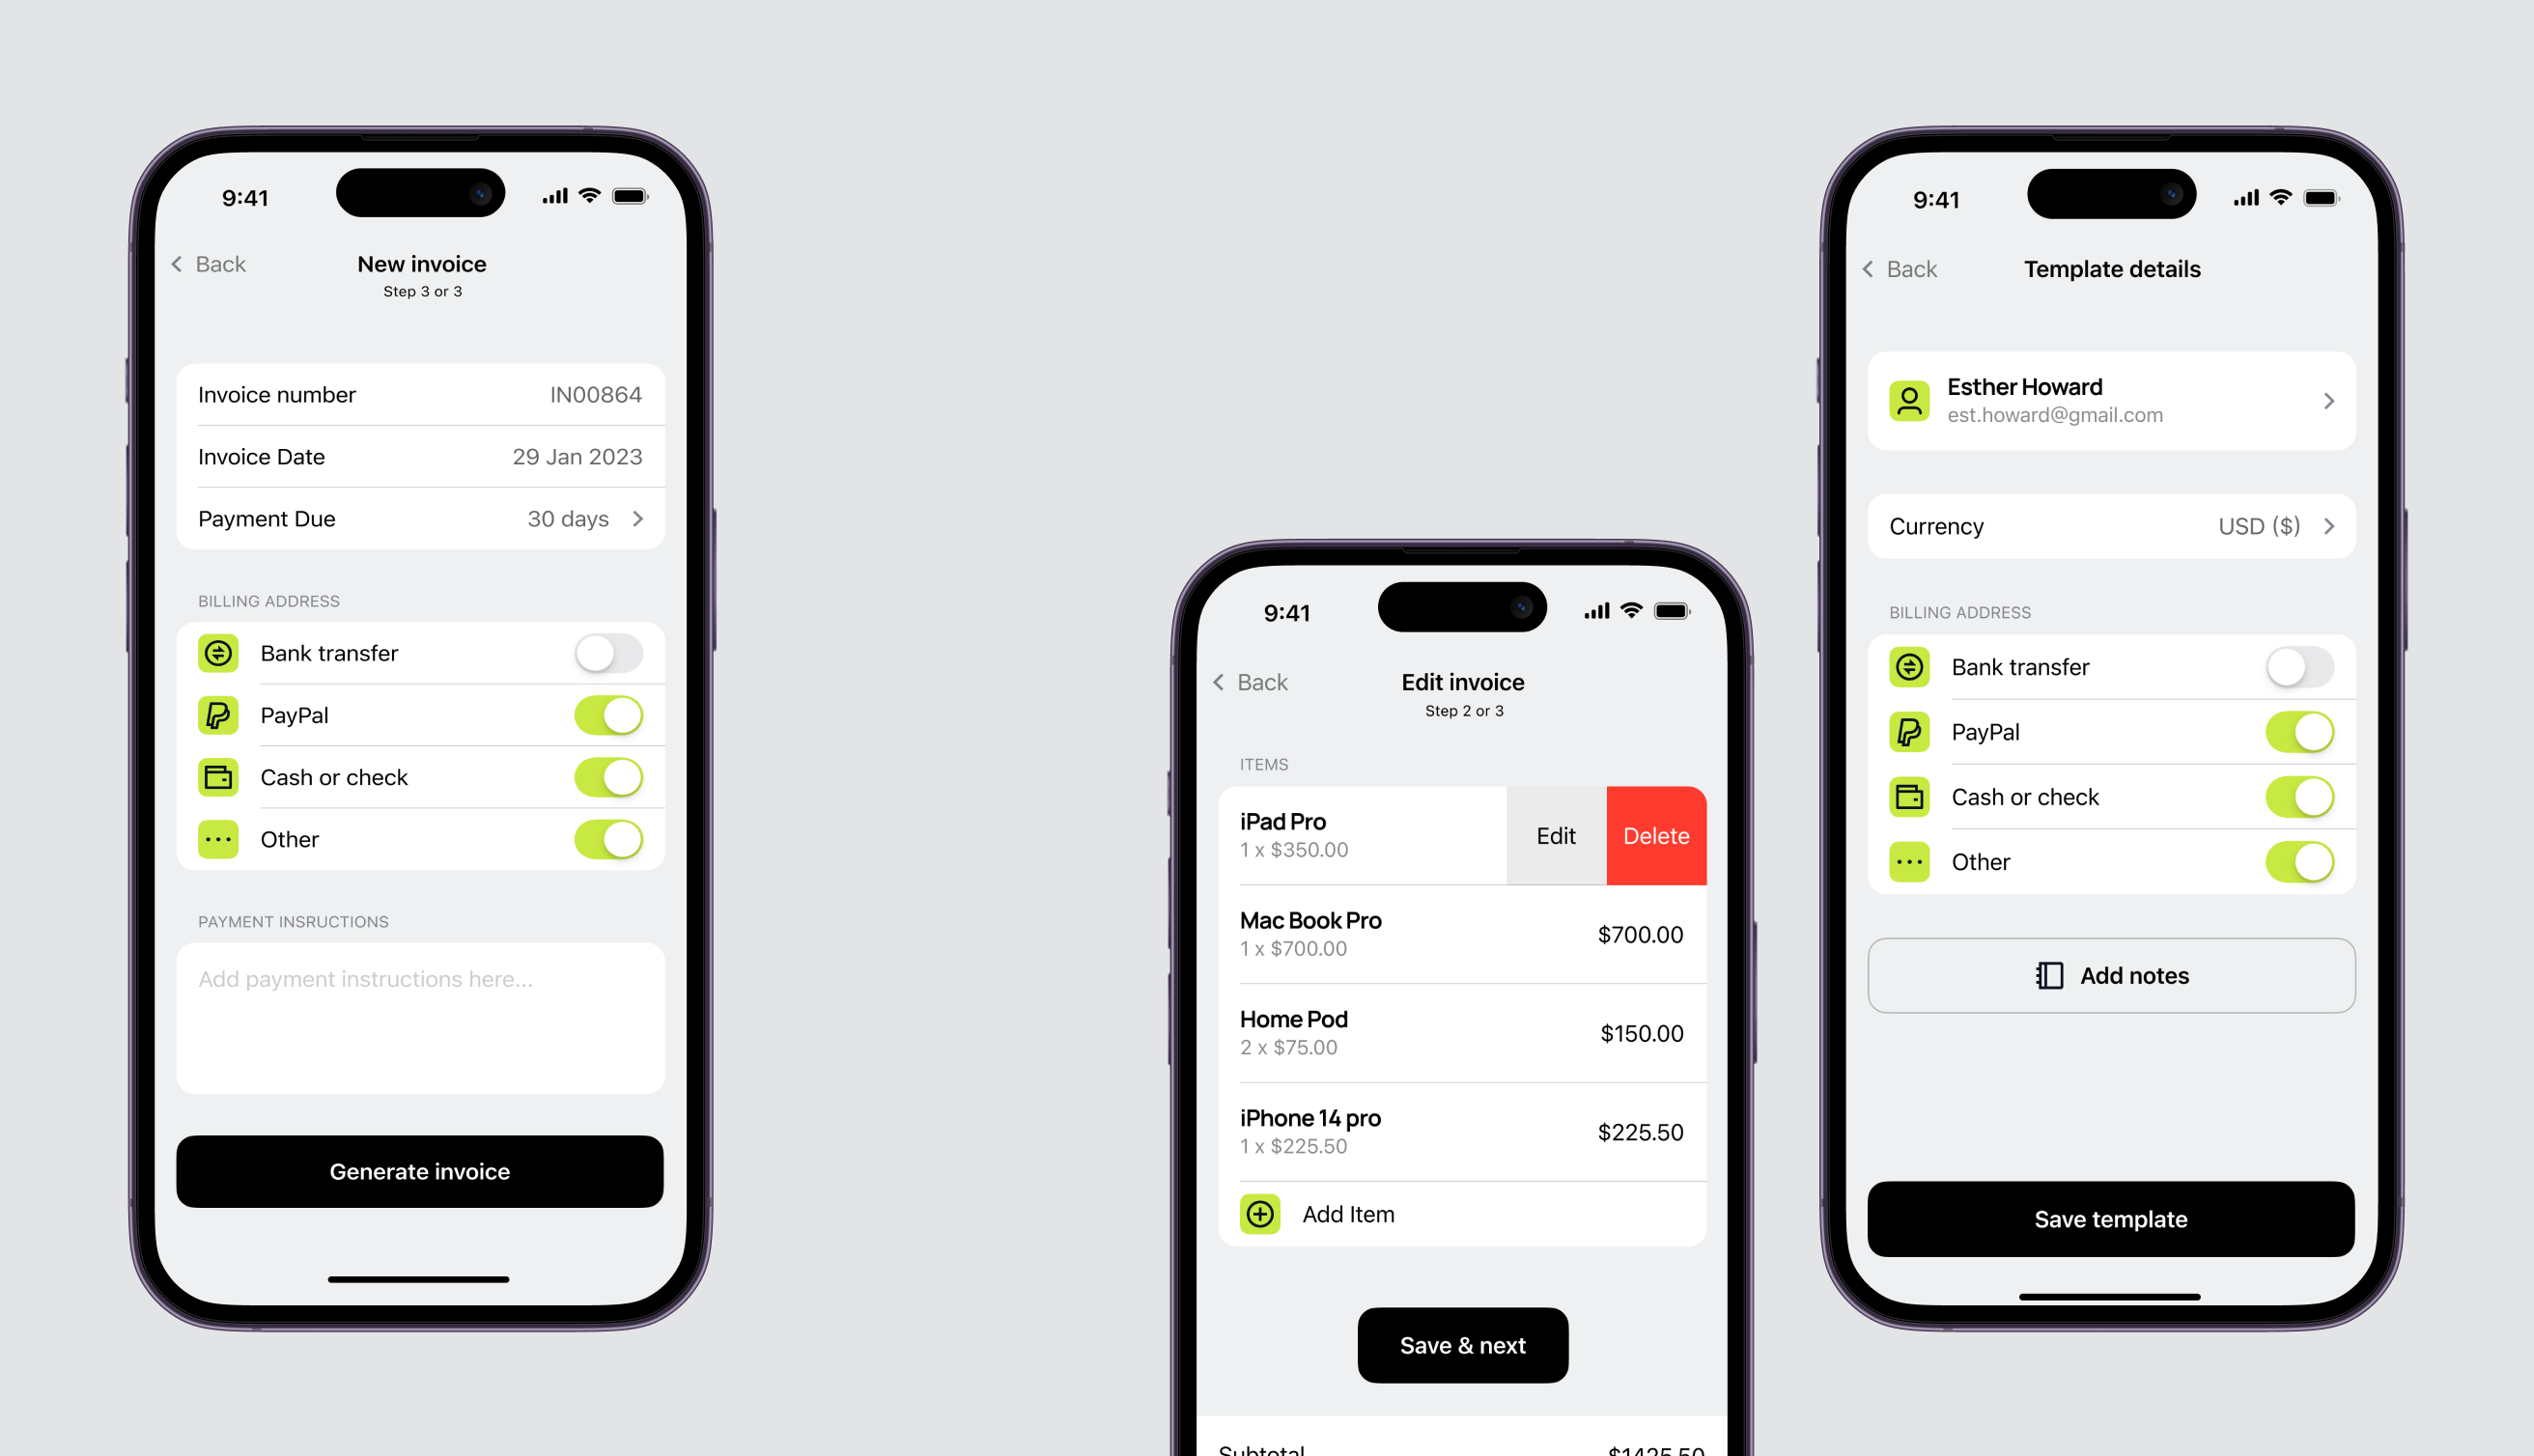 9:41
Back
New invoice
Step 3 or 3
Invoice number IN00864
Invoice Date 29 Jan 2023
Payment Due 30 days
BILLING ADDRESS
Bank transfer
PayPal
Cash or check
Other
PAYMENT INSRUCTIONS
Add payment instructions here...
Generate invoice
9:41
Back
Edit invoice
Step 2 or 3
ITEMS
iPad Pro
1 x $350.00
Edit
Delete
Mac Book Pro
1 x $700.00
$700.00
Home Pod
2 x $75.00
$150.00
iPhone 14 pro
1 x $225.50
$225.50
Add Item
Save & next
Subtotal $1425.50
9:41
Back
Template details
Esther Howard
est.howard@gmail.com
Currency USD ($)
BILLING ADDRESS
Bank transfer
PayPal
Cash or check
Other
Add notes
Save template